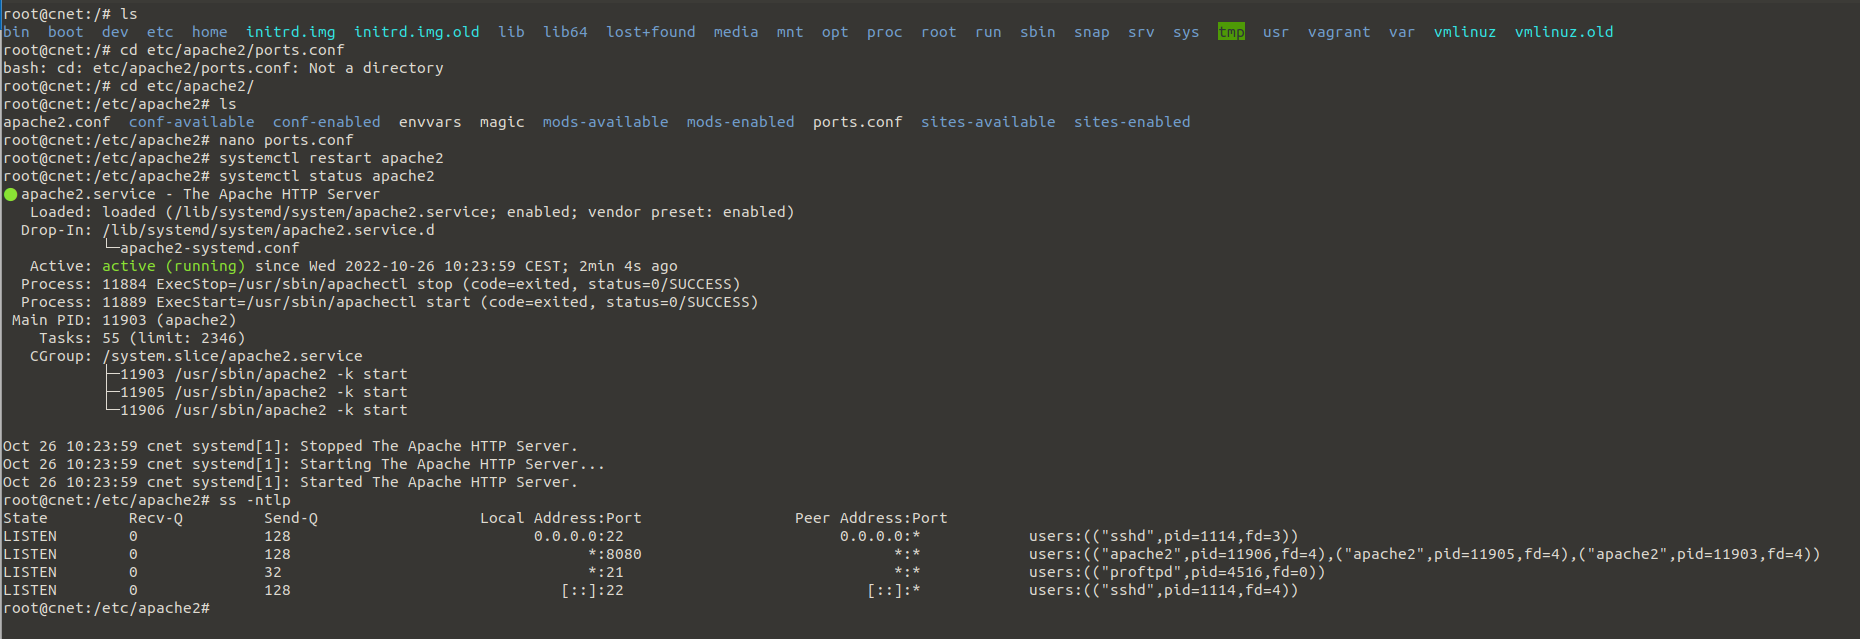 root@cnet:/# ls
bin  boot  dev  etc  home  initrd.img  initrd.img.old  lib  lib64  lost+found  media  mnt  opt  proc  root  run  sbin  snap  srv  sys  tmp  usr  vagrant  var  vmlinuz  vmlinuz.old
root@cnet:/# cd etc/apache2/ports.conf
bash: cd: etc/apache2/ports.conf: Not a directory
root@cnet:/# cd etc/apache2/
root@cnet:/etc/apache2# ls
apache2.conf  conf-available  conf-enabled  envvars  magic  mods-available  mods-enabled  ports.conf  sites-available  sites-enabled
root@cnet:/etc/apache2# nano ports.conf
root@cnet:/etc/apache2# systemctl restart apache2
root@cnet:/etc/apache2# systemctl status apache2
● apache2.service - The Apache HTTP Server
   Loaded: loaded (/lib/systemd/system/apache2.service; enabled; vendor preset: enabled)
  Drop-In: /lib/systemd/system/apache2.service.d
           └─apache2-systemd.conf
   Active: active (running) since Wed 2022-10-26 10:23:59 CEST; 2min 4s ago
  Process: 11884 ExecStop=/usr/sbin/apachectl stop (code=exited, status=0/SUCCESS)
  Process: 11889 ExecStart=/usr/sbin/apachectl start (code=exited, status=0/SUCCESS)
 Main PID: 11903 (apache2)
    Tasks: 55 (limit: 2346)
   CGroup: /system.slice/apache2.service
           ├─11903 /usr/sbin/apache2 -k start
           ├─11905 /usr/sbin/apache2 -k start
           └─11906 /usr/sbin/apache2 -k start

Oct 26 10:23:59 cnet systemd[1]: Stopped The Apache HTTP Server.
Oct 26 10:23:59 cnet systemd[1]: Starting The Apache HTTP Server...
Oct 26 10:23:59 cnet systemd[1]: Started The Apache HTTP Server.
root@cnet:/etc/apache2# ss -ntlp
State         Recv-Q         Send-Q                  Local Address:Port                 Peer Address:Port
LISTEN        0              128                           0.0.0.0:22                        0.0.0.0:*            users:(("sshd",pid=1114,fd=3))
LISTEN        0              128                                 *:8080                            *:*            users:(("apache2",pid=11906,fd=4),("apache2",pid=11905,fd=4),("apache2",pid=11903,fd=4))
LISTEN        0              32                                  *:21                              *:*            users:(("proftpd",pid=4516,fd=0))
LISTEN        0              128                              [::]:22                           [::]:*            users:(("sshd",pid=1114,fd=4))
root@cnet:/etc/apache2#